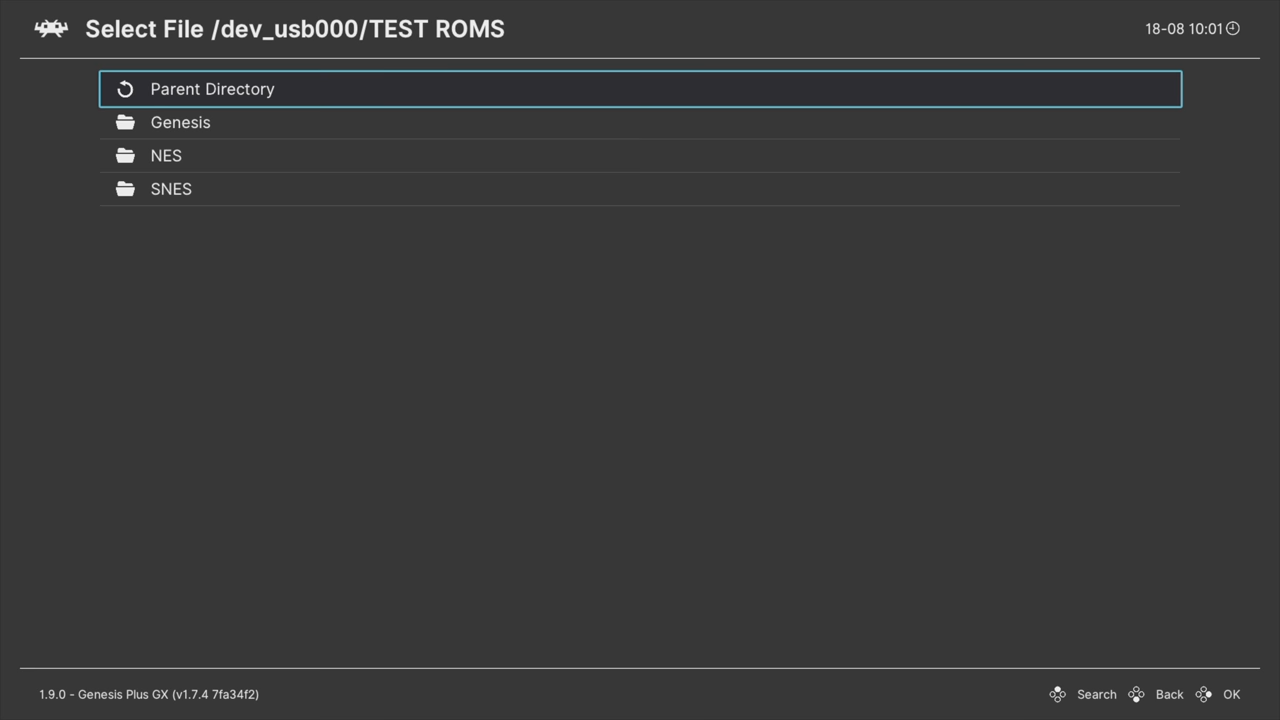 Select File /dev_usb000/TEST ROMS
18-08 10:01
Parent Directory
Genesis
NES
SNES
1.9.0 - Genesis Plus GX (v1.7.4 7fa34f2)
Search Back OK